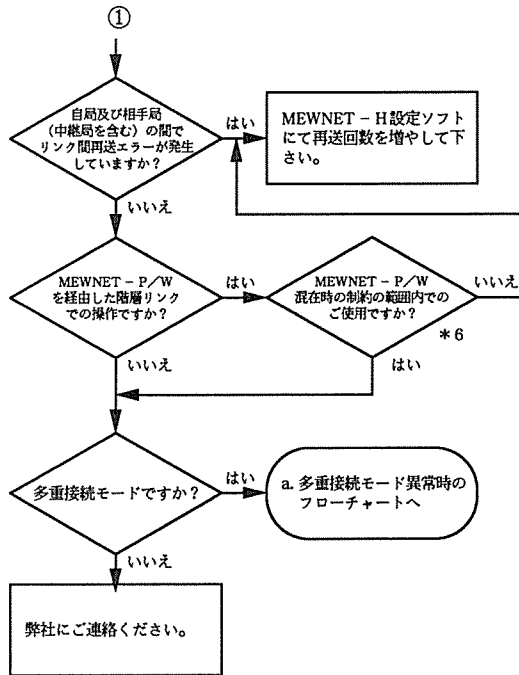 ①
自局及び相手局
（中継局を含む）の間で
リンク間再送エラーが発生
していますか？
はい
MEWNET－H設定ソフト
にて再送回数を増やして下
さい。
いいえ
MEWNET－P／W
を経由した階層リンク
での操作ですか？
はい
MEWNET－P／W
混在時の制約の範囲内での
ご使用ですか？
いいえ
＊6
いいえ
はい
多重接続モードですか？
はい
a. 多重接続モード異常時の
フローチャートへ
いいえ
弊社にご連絡ください。